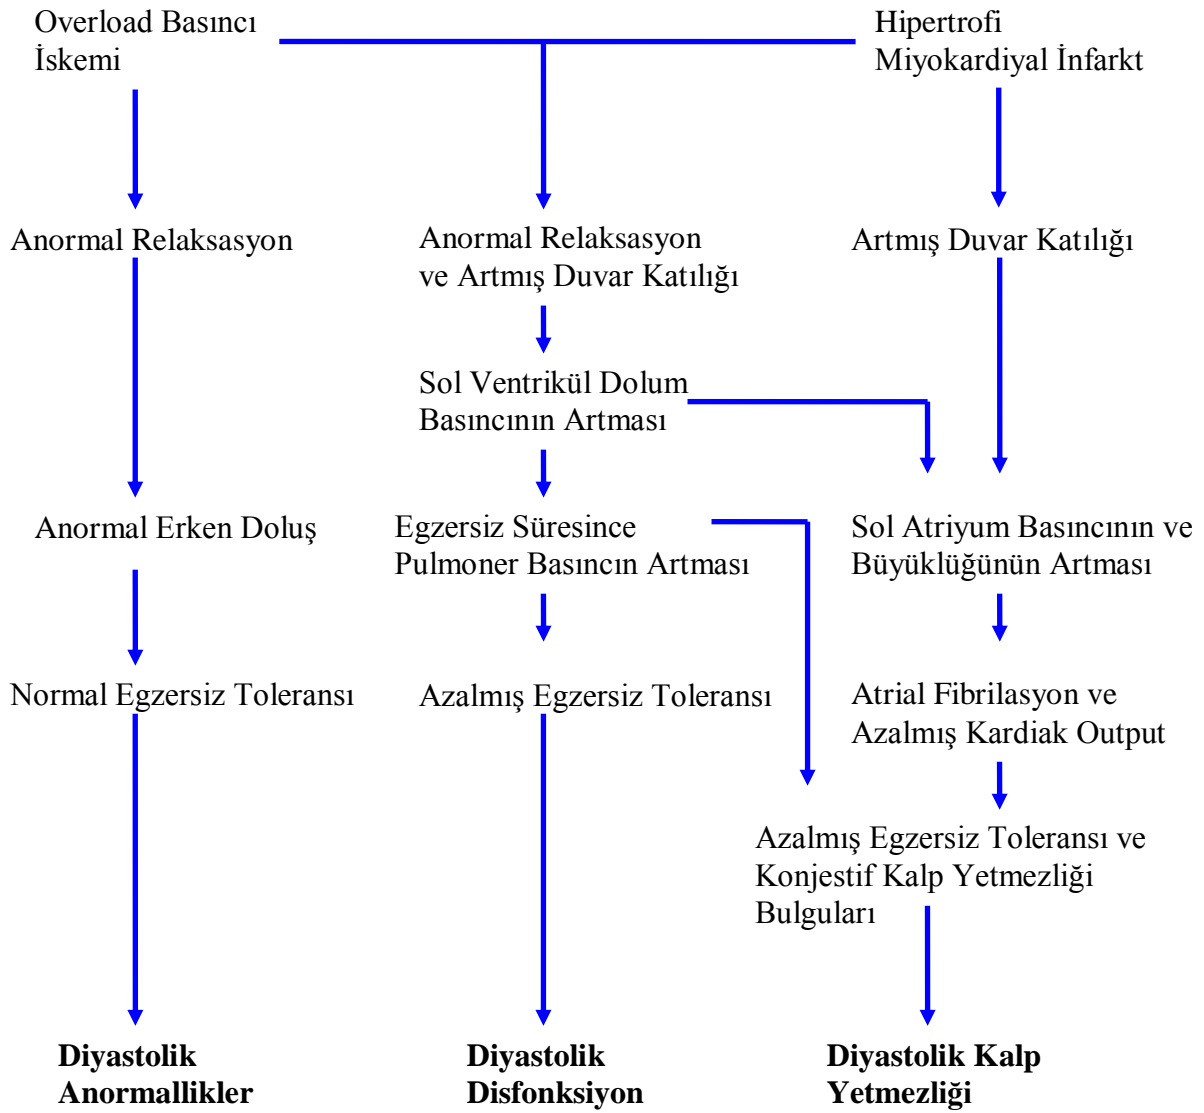 Overload Basıncı
İskemi
Hipertrofi
Miyokardiyal İnfarkt
Anormal Relaksasyon
Anormal Relaksasyon
ve Artmış Duvar Katılığı
Artmış Duvar Katılığı
Sol Ventrikül Dolum
Basıncının Artması
Anormal Erken Doluş
Egzersiz Süresince
Pulmoner Basıncın Artması
Sol Atriyum Basıncının ve
Büyüklüğünün Artması
Normal Egzersiz Toleransı
Azalmış Egzersiz Toleransı
Atrial Fibrilasyon ve
Azalmış Kardiak Output
Azalmış Egzersiz Toleransı ve
Konjestif Kalp Yetmezliği
Bulguları
Diyastolik
Anormallikler
Diyastolik
Disfonksiyon
Diyastolik Kalp
Yetmezliği